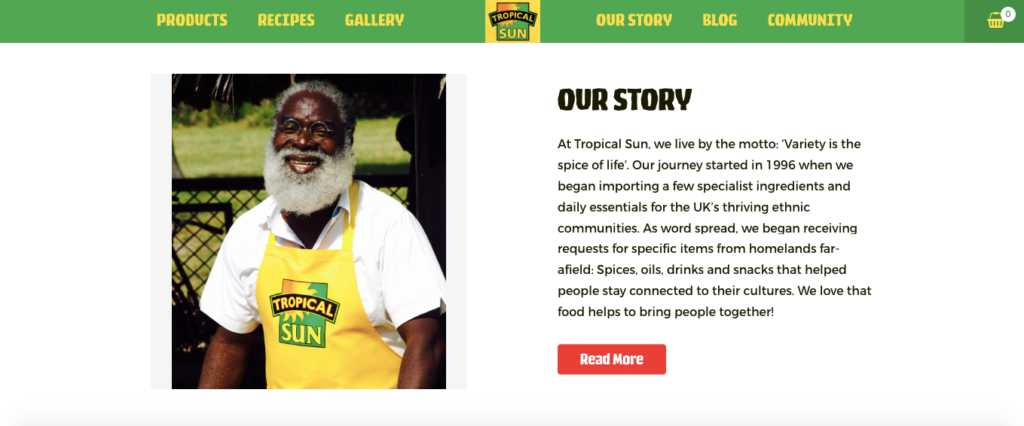 PRODUCTS RECIPES GALLERY TROPICAL SUN OUR STORY BLOG COMMUNITY 0
TROPICAL
SUN
OUR STORY
At Tropical Sun, we live by the motto: ‘Variety is the
spice of life’. Our journey started in 1996 when we
began importing a few specialist ingredients and
daily essentials for the UK’s thriving ethnic
communities. As word spread, we began receiving
requests for specific items from homelands far-
afield: Spices, oils, drinks and snacks that helped
people stay connected to their cultures. We love that
food helps to bring people together!
Read More